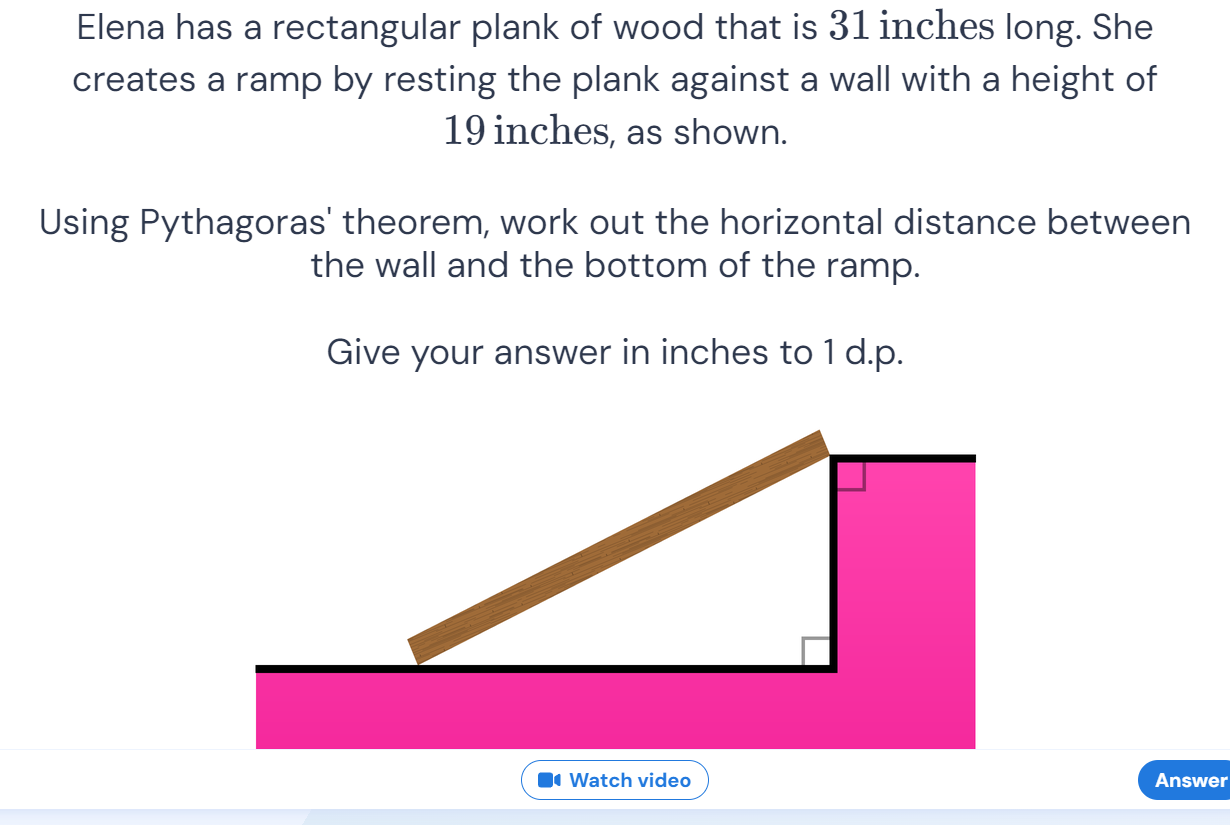 Elena has a rectangular plank of wood that is 31 inches long. She
creates a ramp by resting the plank against a wall with a height of
19 inches, as shown.
Using Pythagoras' theorem, work out the horizontal distance between
the wall and the bottom of the ramp.
Give your answer in inches to 1 d.p.
Watch video
Answer